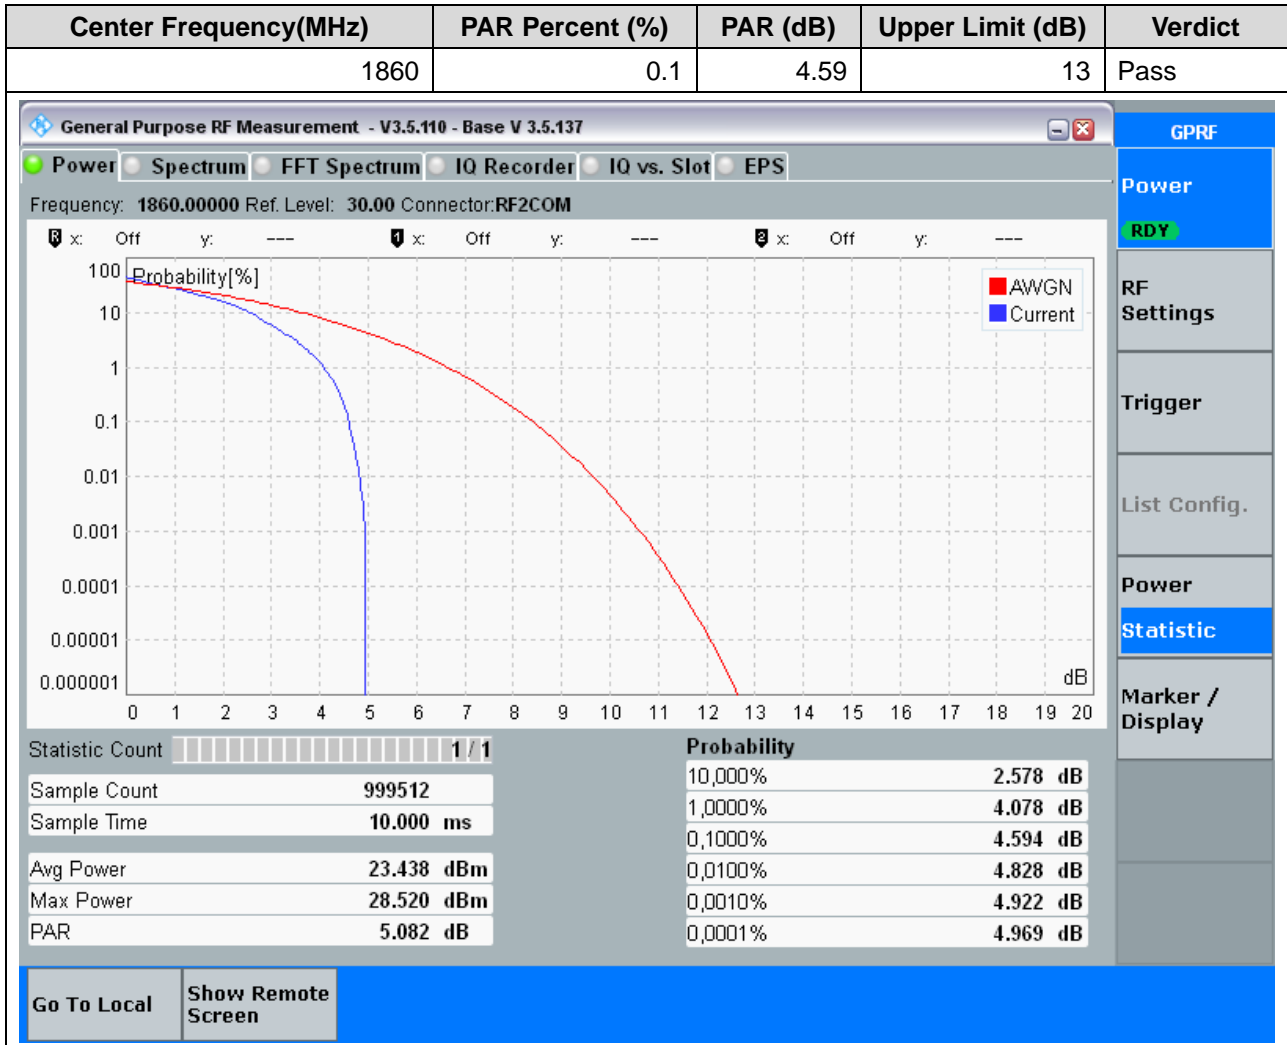 Center Frequency(MHz) PAR Percent (%) PAR (dB) Upper Limit (dB) Verdict
1860 0.1 4.59 13 Pass
General Purpose RF Measurement - V3.5.110 - Base V 3.5.137
GPRF
Power Spectrum FFT Spectrum IQ Recorder IQ vs. Slot EPS
Frequency: 1860.00000 Ref. Level: 30.00 Connector:RF2COM
Power
RDY
R x: Off y: --- 1 x: Off y: --- 2 x: Off y: ---
Probability[%]
AWGN
Current
100
10
1
0.1
0.01
0.001
0.0001
0.00001
0.000001
dB
0 1 2 3 4 5 6 7 8 9 10 11 12 13 14 15 16 17 18 19 20
RF
Settings
Trigger
List Config.
Power
Statistic
Marker /
Display
Statistic Count 1 / 1
Sample Count 999512
Sample Time 10.000 ms
Avg Power 23.438 dBm
Max Power 28.520 dBm
PAR 5.082 dB
Probability
10,000% 2.578 dB
1,0000% 4.078 dB
0,1000% 4.594 dB
0,0100% 4.828 dB
0,0010% 4.922 dB
0,0001% 4.969 dB
Go To Local
Show Remote
Screen